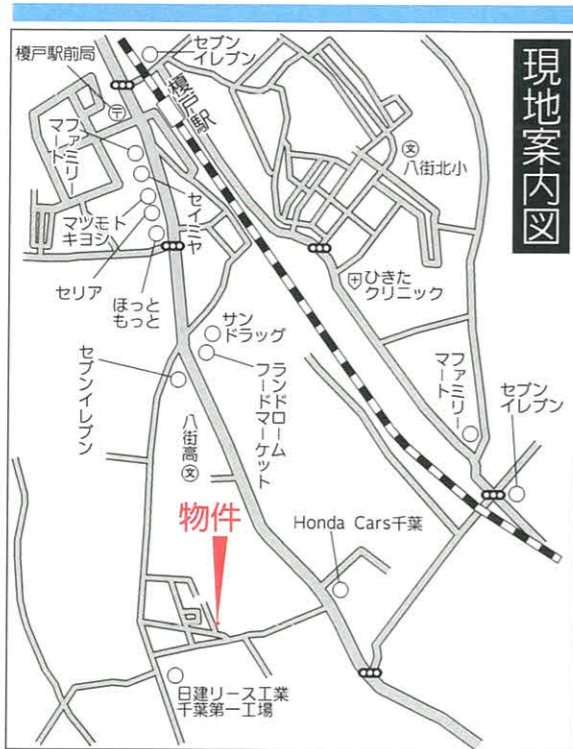 現地案内図
榎戸駅前局
セブン
イレブン
榎戸駅
〒
ファミリー
マート
セイミヤ
マツモト
キヨシ
セリア
ほっと
もっと
文
八街北小
ひきた
クリニック
サン
ドラッグ
ランドローム
フードマーケット
セブンイレブン
八街高
文
ファミリー
マート
セブン
イレブン
物件
Honda Cars千葉
日建リース工業
千葉第一工場